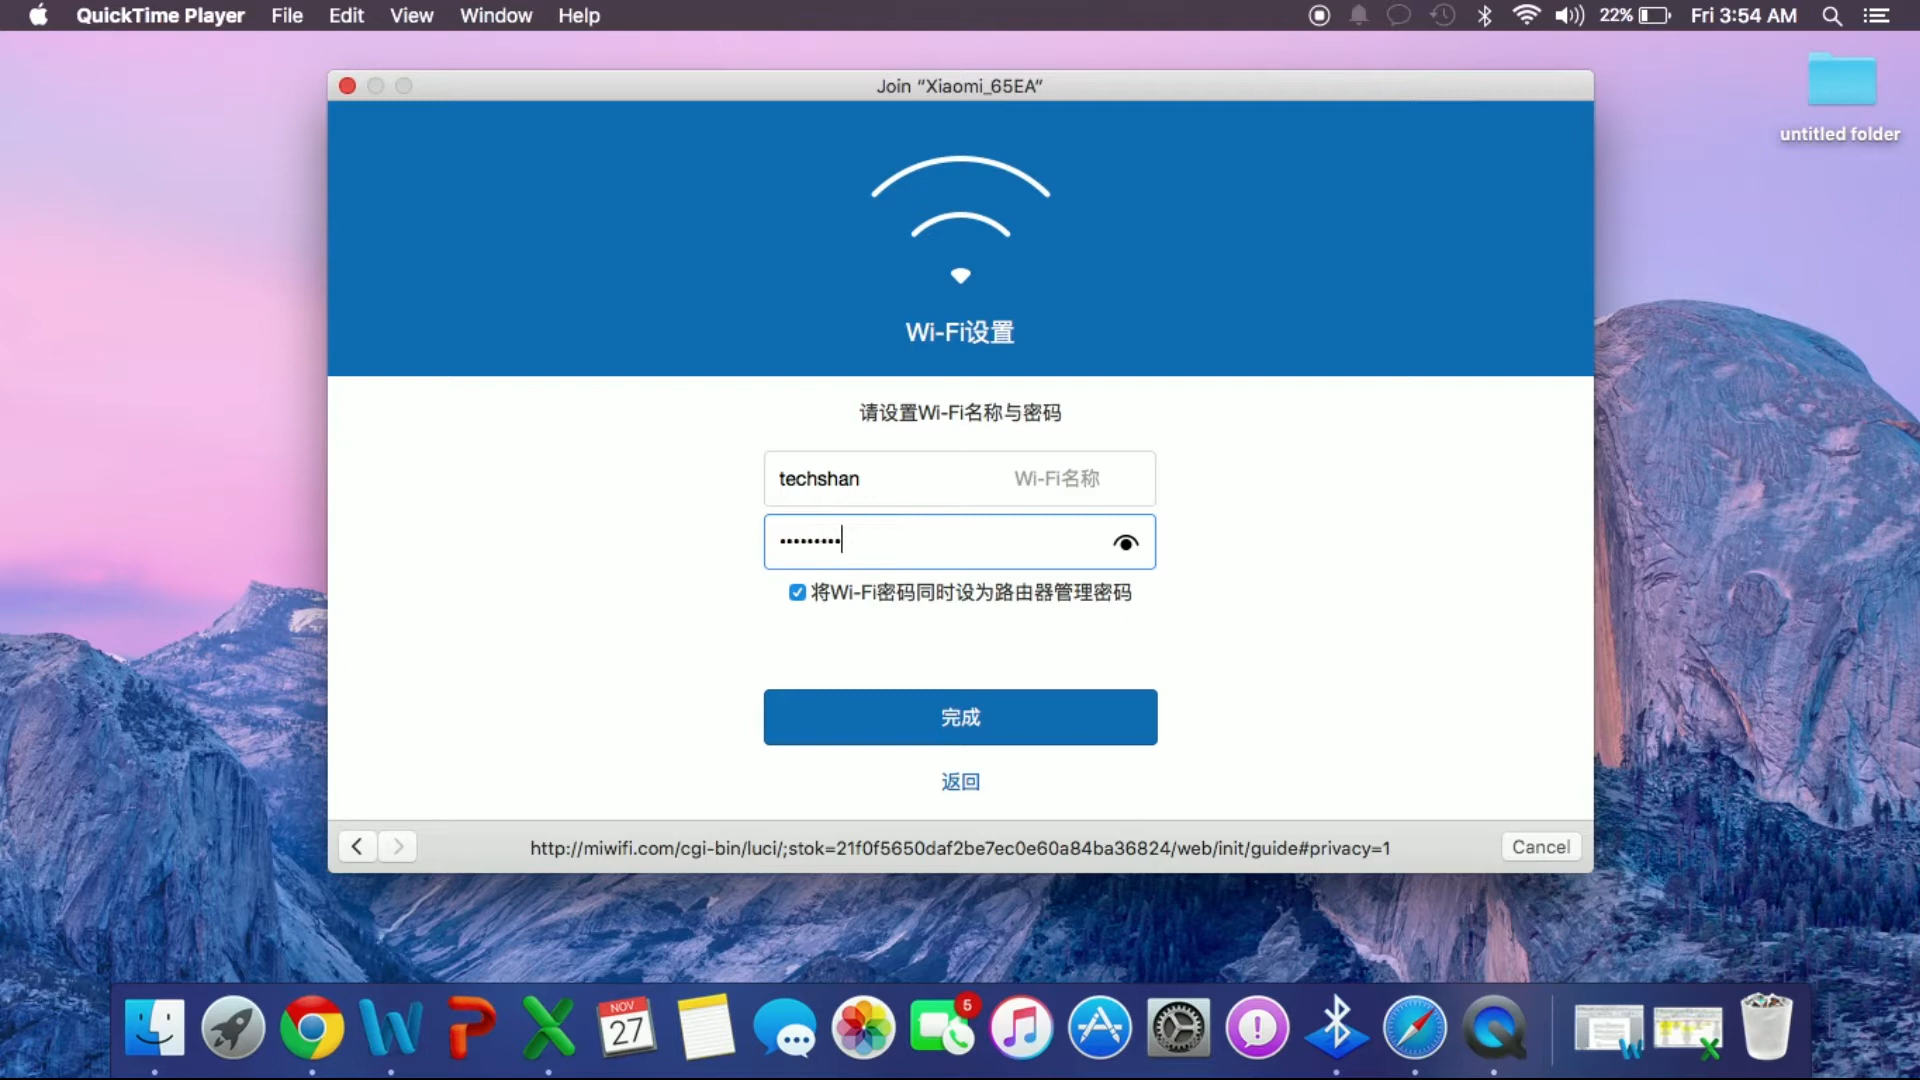 QuickTime Player File Edit View Window Help 22% Fri 3:54 AM
untitled folder
Join “Xiaomi_65EA”
Wi-Fi设置
请设置Wi-Fi名称与密码
techshan Wi-Fi名称
•••••••••
将Wi-Fi密码同时设为路由器管理密码
完成
返回
http://miwifi.com/cgi-bin/luci/;stok=21f0f5650daf2be7ec0e60a84ba36824/web/init/guide#privacy=1 Cancel
NOV
27
5